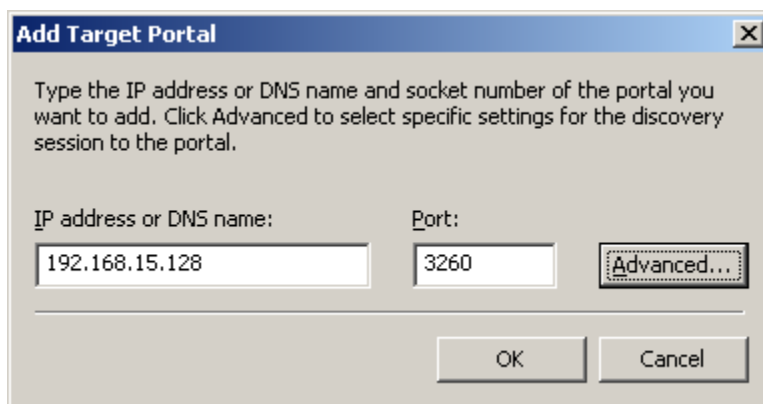 Add Target Portal
Type the IP address or DNS name and socket number of the portal you
want to add. Click Advanced to select specific settings for the discovery
session to the portal.
IP address or DNS name: Port:
192.168.15.128 3260 Advanced...
OK Cancel